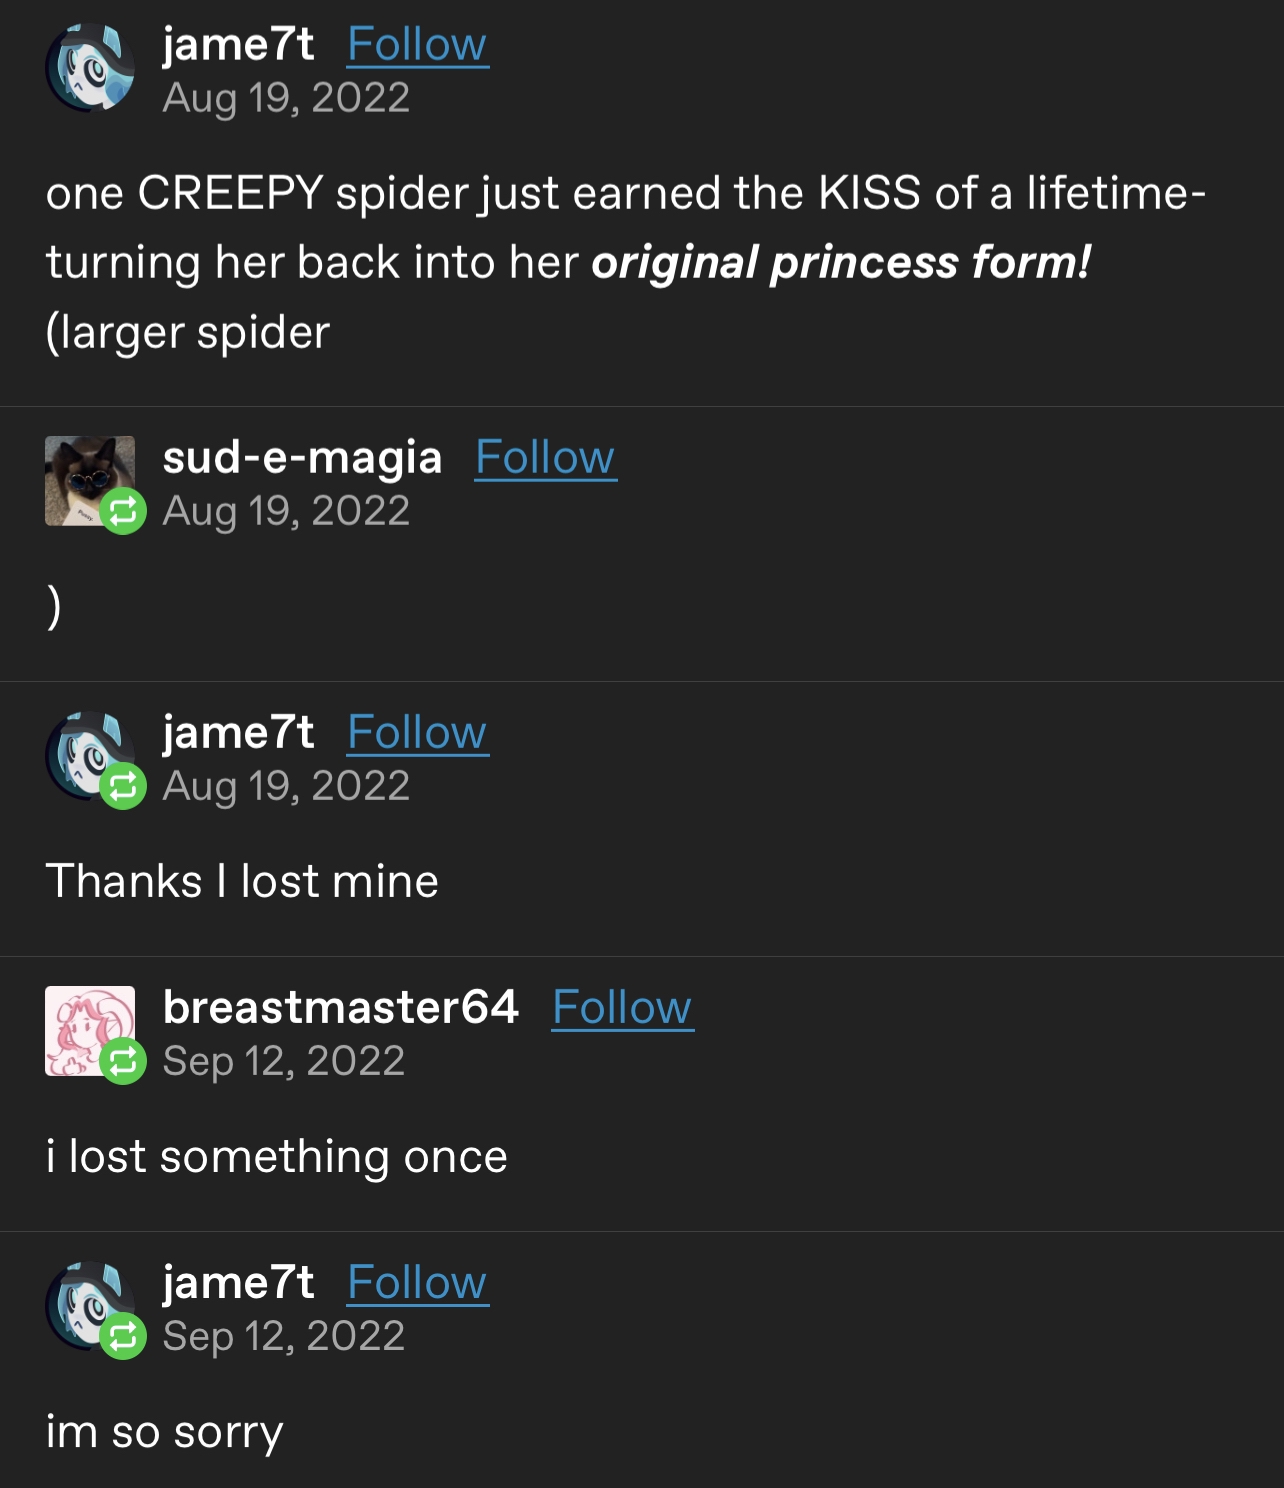 jame7t Follow
Aug 19, 2022
one CREEPY spider just earned the KISS of a lifetime-
turning her back into her original princess form!
(larger spider
sud-e-magia Follow
Aug 19, 2022
)
jame7t Follow
Aug 19, 2022
Thanks I lost mine
breastmaster64 Follow
Sep 12, 2022
i lost something once
jame7t Follow
Sep 12, 2022
im so sorry